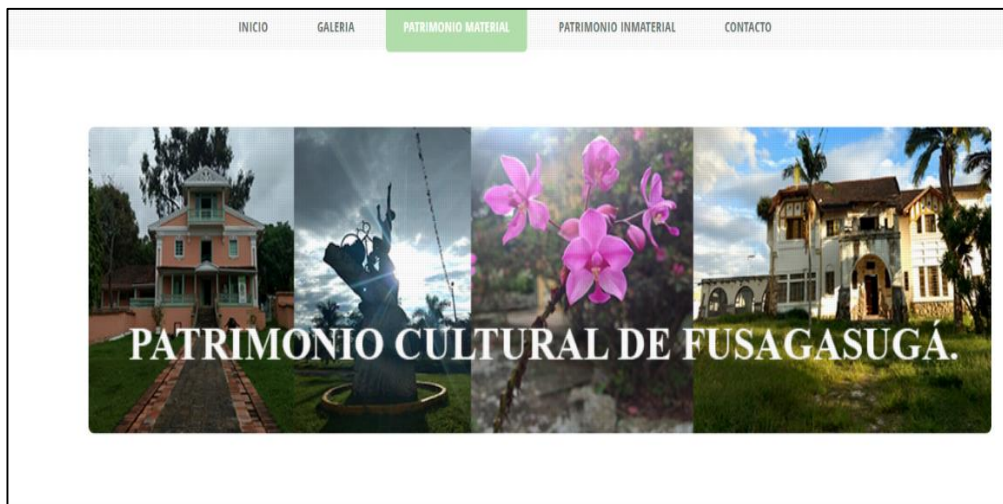 INICIO GALERIA PATRIMONIO MATERIAL PATRIMONIO INMATERIAL CONTACTO
PATRIMONIO CULTURAL DE FUSAGASUGÁ.